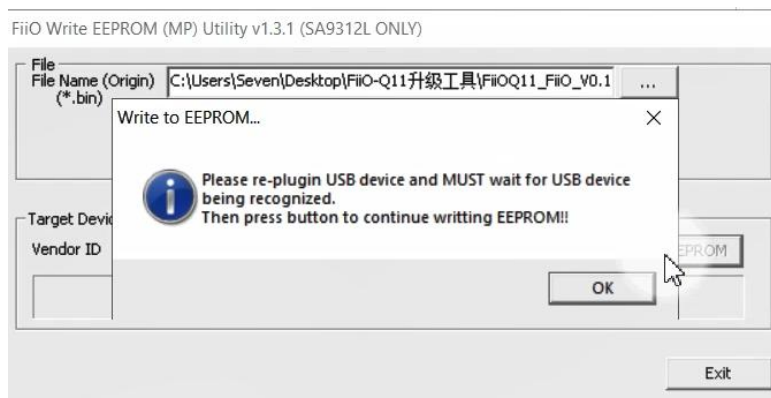 FiiO Write EEPROM (MP) Utility v1.3.1 (SA9312L ONLY)
File
File Name (Origin) C:\Users\Seven\Desktop\FiiO-Q11升级工具\FiiOQ11_FiiO_V0.1 ...
(*.bin)
Write to EEPROM...
Please re-plugin USB device and MUST wait for USB device
being recognized.
Then press button to continue writting EEPROM!!
Target Devic
Vendor ID EPROM
OK
Exit